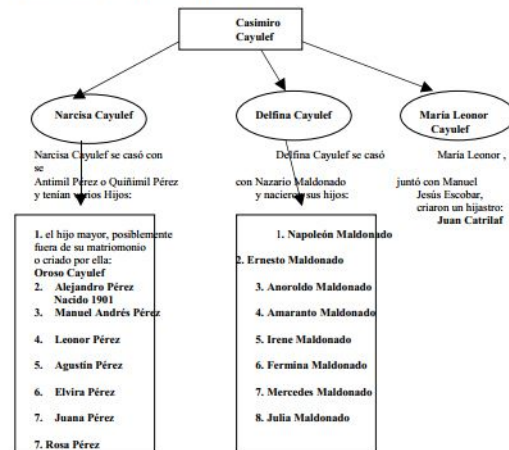 Casimiro
Cayulef
Narcisa Cayulef
Delfina Cayulef
María Leonor
Cayulef
Narcisa Cayulef se casó con
se
Antimil Pérez o Quiñimil Pérez
y tenían varios Hijos:
Delfina Cayulef se casó
con Nazario Maldonado
y nacieron sus hijos:
María Leonor ,
juntó con Manuel
Jesús Escobar,
criaron un hijastro:
Juan Catrilaf
1. el hijo mayor, posiblemente
fuera de su matriomonio
o criado por ella:
Oroso Cayulef
2. Alejandro Pérez
Nacido 1901
3. Manuel Andrés Pérez
4. Leonor Pérez
5. Agustín Pérez
6. Elvira Pérez
7. Juana Pérez
7. Rosa Pérez
1. Napoleón Maldonado
2. Ernesto Maldonado
3. Anoroldo Maldonado
4. Amaranto Maldonado
5. Irene Maldonado
6. Fermina Maldonado
7. Mercedes Maldonado
8. Julia Maldonado